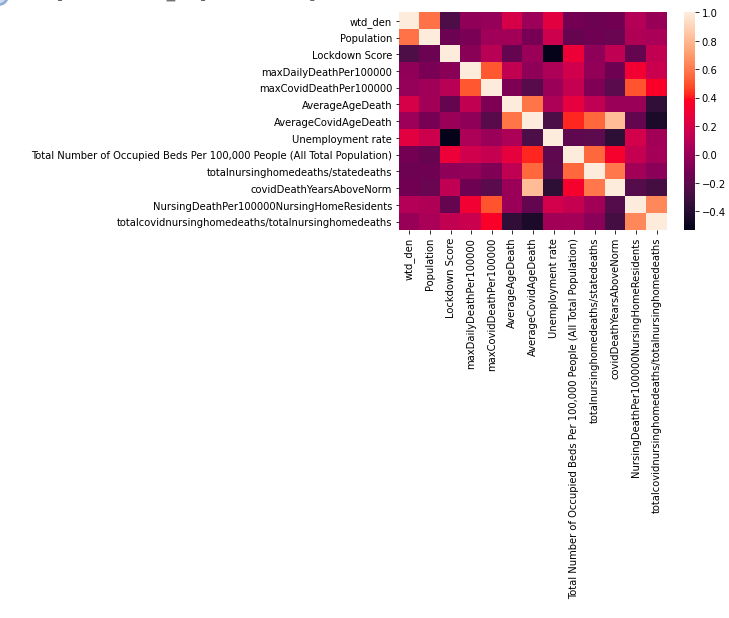 wtd_den
Population
Lockdown Score
maxDailyDeathPer100000
maxCovidDeathPer100000
AverageAgeDeath
AverageCovidAgeDeath
Unemployment rate
Total Number of Occupied Beds Per 100,000 People (All Total Population)
totalnursinghomedeaths/statedeaths
covidDeathYearsAboveNorm
NursingDeathPer100000NursingHomeResidents
totalcovidnursinghomedeaths/totalnursinghomedeaths
wtd_den
Population
Lockdown Score
maxDailyDeathPer100000
maxCovidDeathPer100000
AverageAgeDeath
AverageCovidAgeDeath
Unemployment rate
Total Number of Occupied Beds Per 100,000 People (All Total Population)
totalnursinghomedeaths/statedeaths
covidDeathYearsAboveNorm
NursingDeathPer100000NursingHomeResidents
totalcovidnursinghomedeaths/totalnursinghomedeaths
1.0
0.8
0.6
0.4
0.2
0.0
−0.2
−0.4